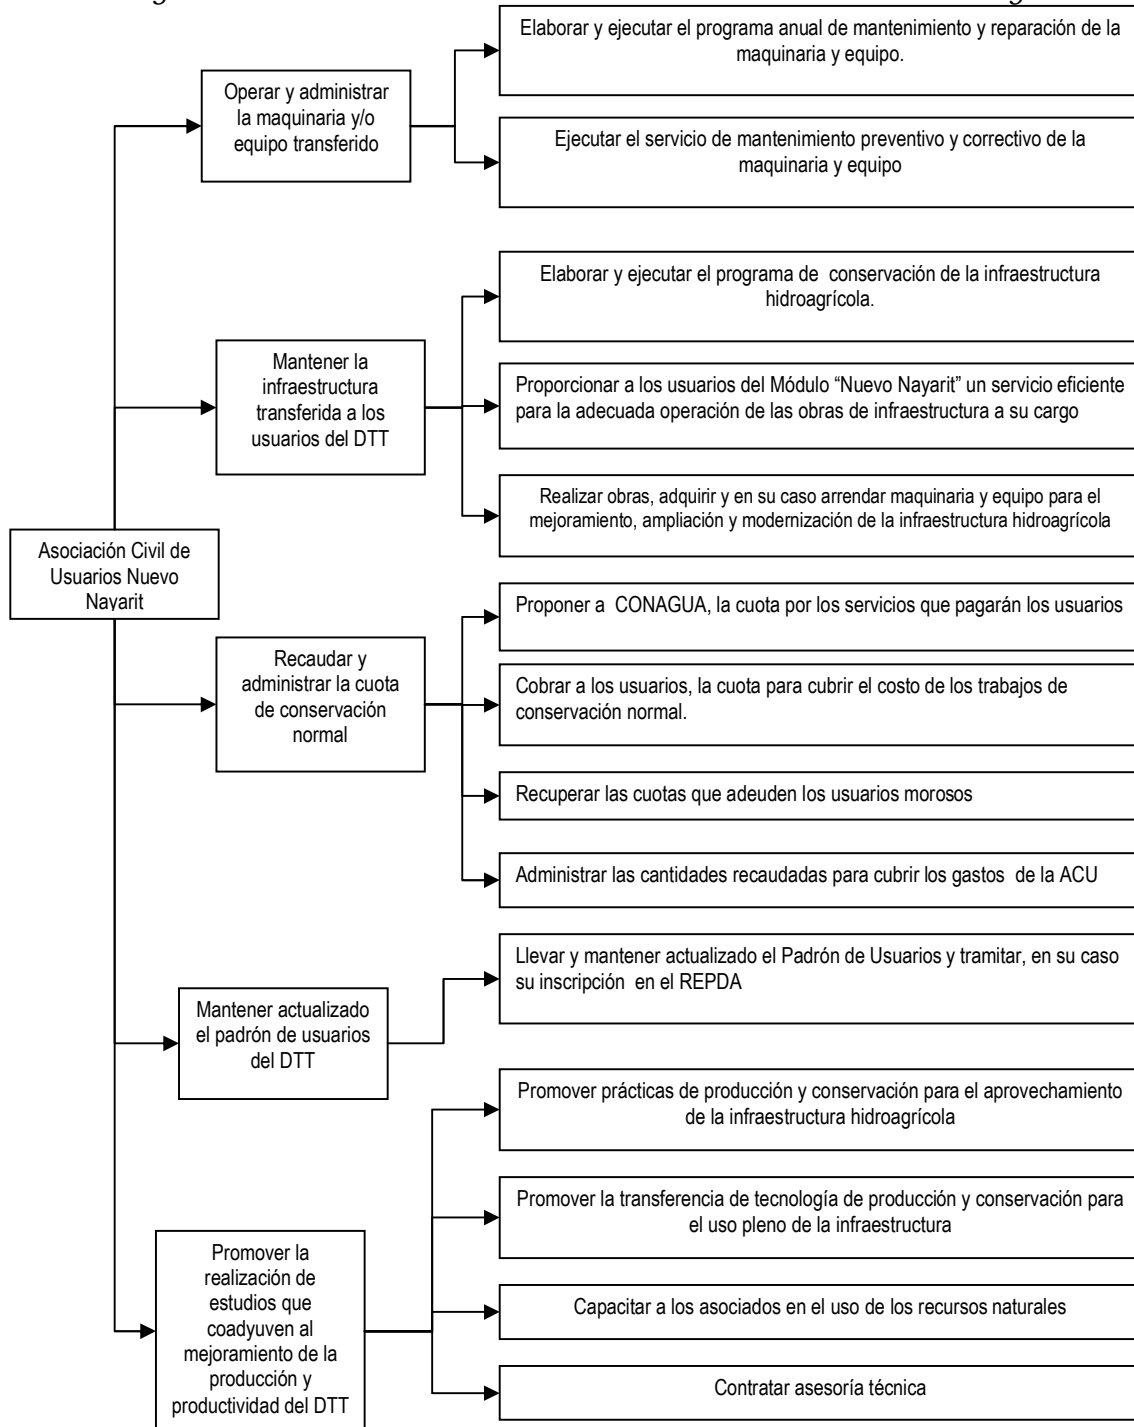 Elaborar y ejecutar el programa anual de mantenimiento y reparación de la
maquinaria y equipo.
Operar y administrar
la maquinaria y/o
equipo transferido
Ejecutar el servicio de mantenimiento preventivo y correctivo de la
maquinaria y equipo
Elaborar y ejecutar el programa de  conservación de la infraestructura
hidroagrícola.
Mantener la
infraestructura
transferida a los
usuarios del DTT
Proporcionar a los usuarios del Módulo “Nuevo Nayarit” un servicio eficiente
para la adecuada operación de las obras de infraestructura a su cargo
Realizar obras, adquirir y en su caso arrendar maquinaria y equipo para el
mejoramiento, ampliación y modernización de la infraestructura hidroagrícola
Asociación Civil de
Usuarios Nuevo
Nayarit
Proponer a  CONAGUA, la cuota por los servicios que pagarán los usuarios
Recaudar y
administrar la cuota
de conservación
normal
Cobrar a los usuarios, la cuota para cubrir el costo de los trabajos de
conservación normal.
Recuperar las cuotas que adeuden los usuarios morosos
Administrar las cantidades recaudadas para cubrir los gastos  de la ACU
Llevar y mantener actualizado el Padrón de Usuarios y tramitar, en su caso
su inscripción  en el REPDA
Mantener actualizado
el padrón de usuarios
del DTT
Promover prácticas de producción y conservación para el aprovechamiento
de la infraestructura hidroagrícola
Promover la transferencia de tecnología de producción y conservación para
el uso pleno de la infraestructura
Promover la
realización de
estudios que
coadyuven al
mejoramiento de la
producción y
productividad del DTT
Capacitar a los asociados en el uso de los recursos naturales
Contratar asesoría técnica